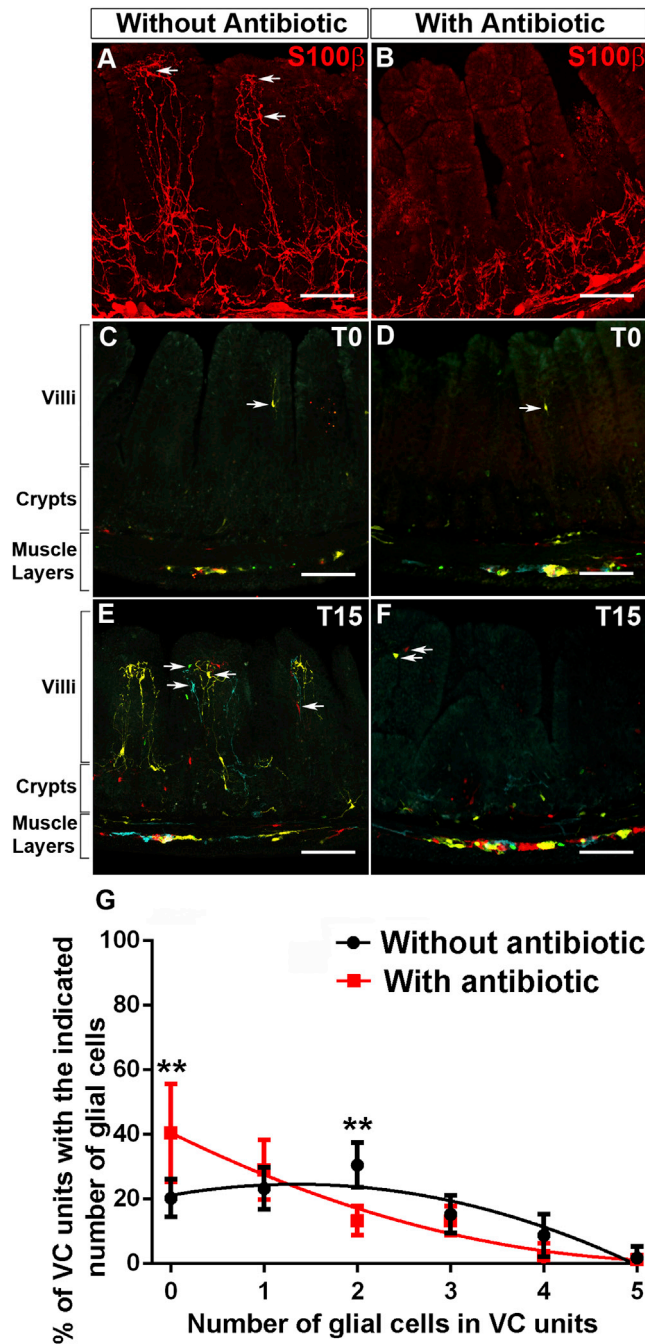 Without Antibiotic
With Antibiotic
A
S100β
B
C
T0
D
T0
Villi
Crypts
Muscle
Layers
E
T15
F
T15
Villi
Crypts
Muscle
Layers
G
% of VC units with the indicated
number of glial cells
100
80
60
40
20
0
Without antibiotic
With antibiotic
**
**
0 1 2 3 4 5
Number of glial cells in VC units